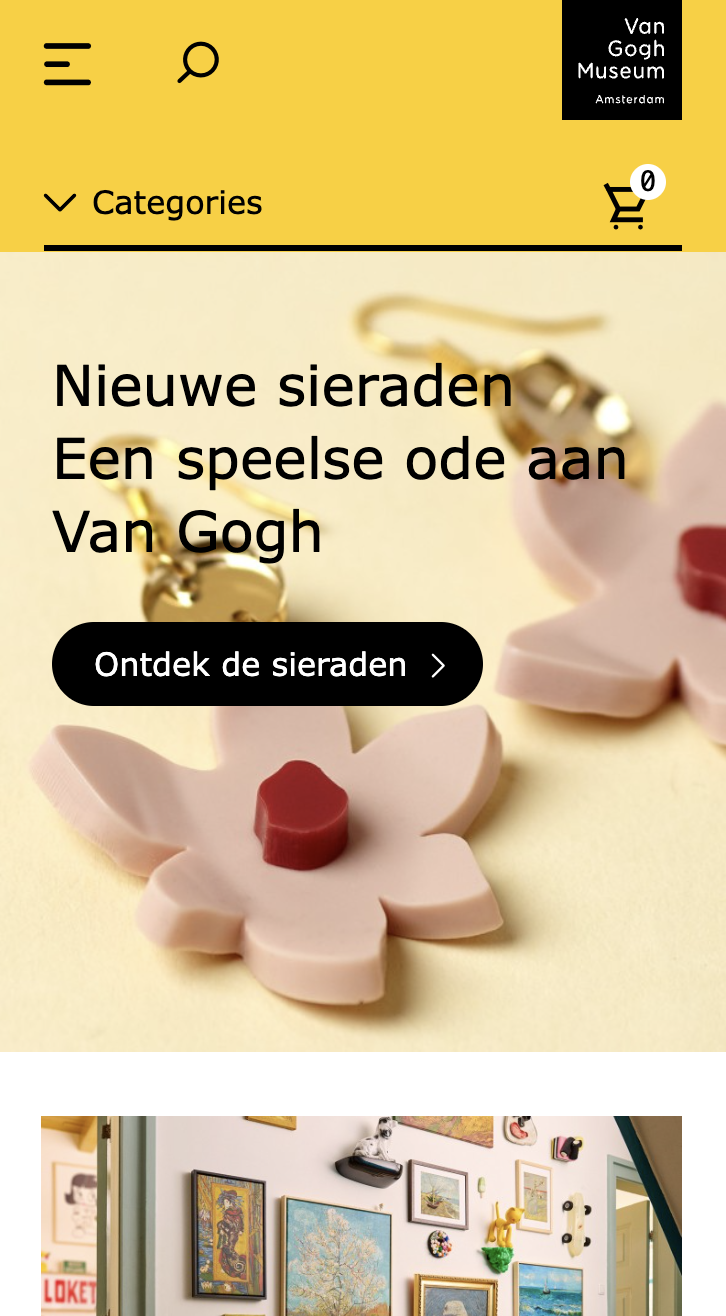 Van
Gogh
Museum
Amsterdam
Categories
0
Nieuwe sieraden
Een speelse ode aan
Van Gogh
Ontdek de sieraden
LOKET